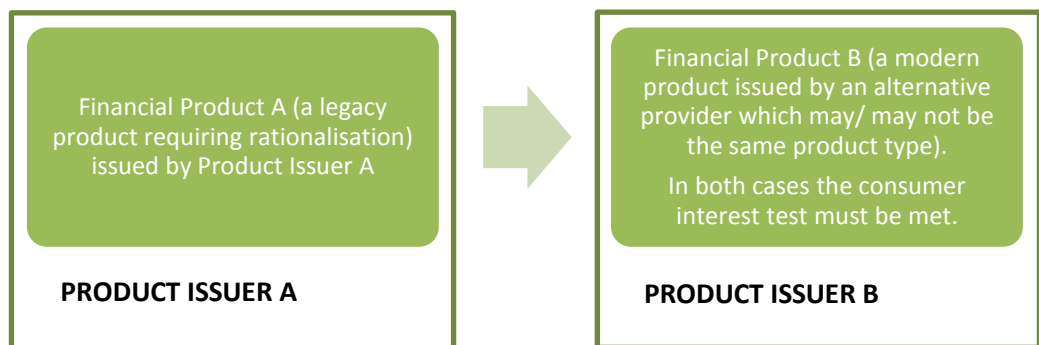 Financial Product A (a legacy
product requiring rationalisation)
issued by Product Issuer A
PRODUCT ISSUER A
Financial Product B (a modern
product issued by an alternative
provider which may/ may not be
the same product type).
In both cases the consumer
interest test must be met.
PRODUCT ISSUER B